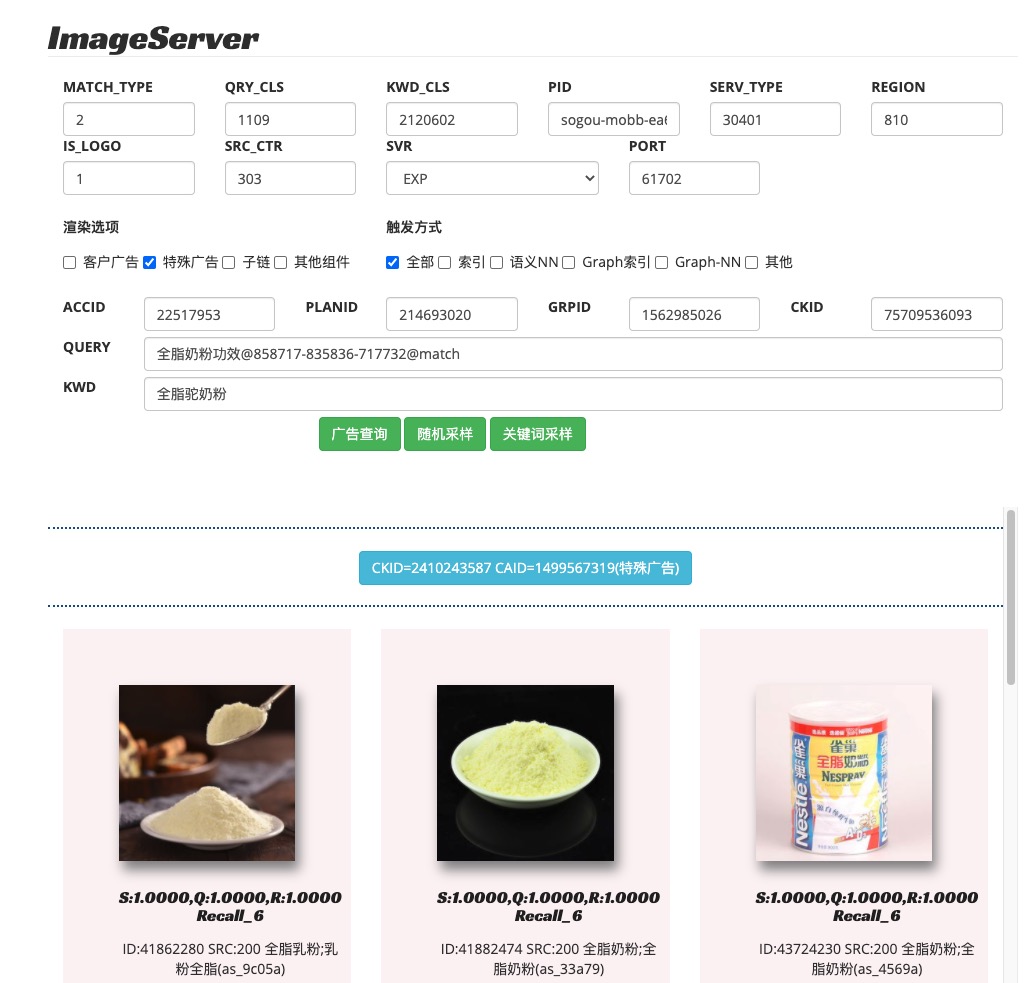 ImageServer
MATCH_TYPE QRY_CLS KWD_CLS PID SERV_TYPE REGION
2 1109 2120602 sogou-mobb-ea 30401 810
IS_LOGO SRC_CTR SVR PORT
1 303 EXP 61702
渲染选项 触发方式
客户广告 特殊广告 子链 其他组件 全部 索引 语义NN Graph索引 Graph-NN 其他
ACCID 22517953 PLANID 214693020 GRPID 1562985026 CKID 75709536093
QUERY 全脂奶粉功效@858717-835836-717732@match
KWD 全脂驼奶粉
广告查询 随机采样 关键词采样
CKID=2410243587 CAID=1499567319(特殊广告)
雀巢
雀巢
全脂奶粉
NESPRAY
Nestle
S:1.0000,Q:1.0000,R:1.0000 S:1.0000,Q:1.0000,R:1.0000 S:1.0000,Q:1.0000,R:1.0000
Recall_6 Recall_6 Recall_6
ID:41862280 SRC:200 全脂乳粉;乳 ID:41882474 SRC:200 全脂奶粉;全 ID:43724230 SRC:200 全脂奶粉;全
粉全脂(as_9c05a) 脂奶粉(as_33a79) 脂奶粉(as_4569a)